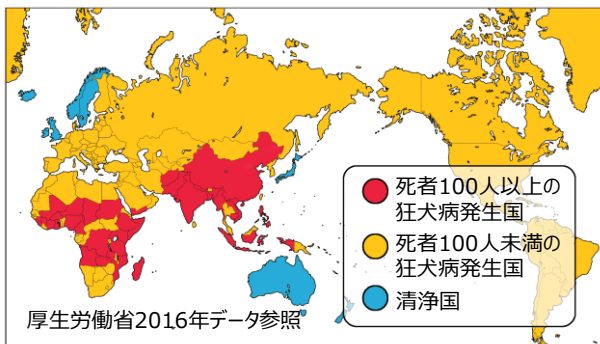 死者100人以上の
狂犬病発生国
死者100人未満の
狂犬病発生国
清浄国
厚生労働省2016年データ参照